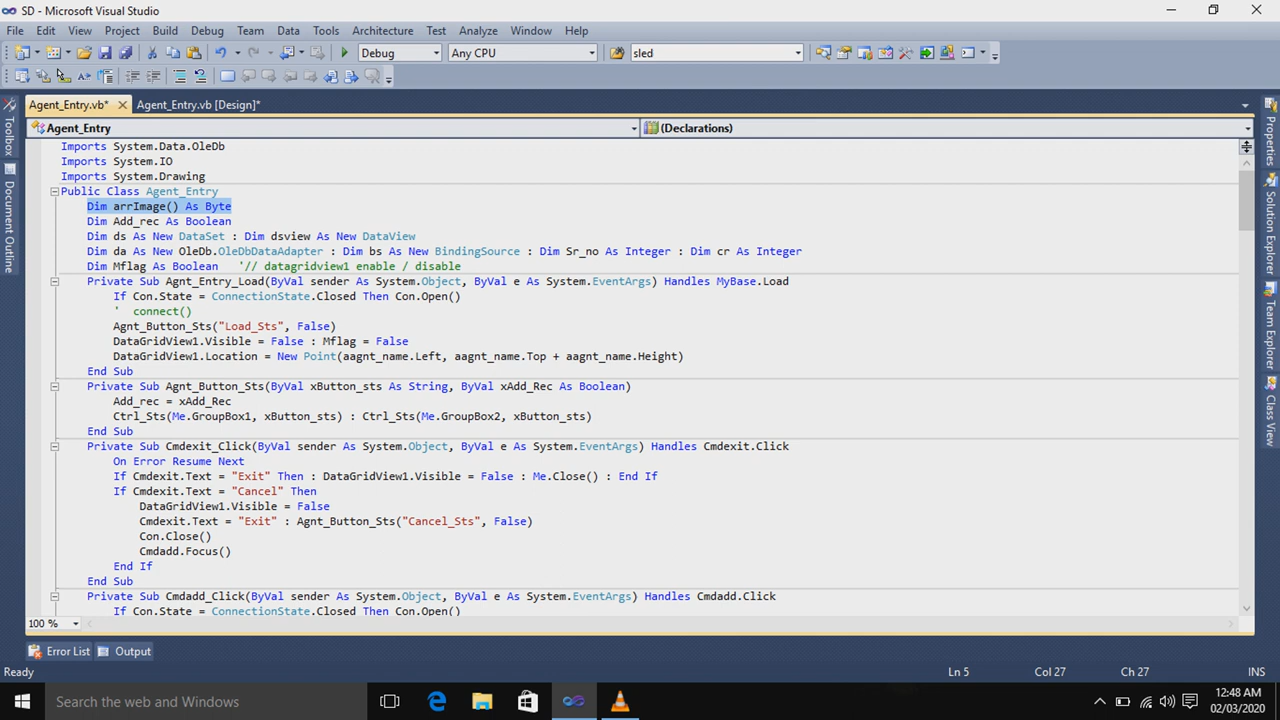 SD - Microsoft Visual Studio
File Edit View Project Build Debug Team Data Tools Architecture Test Analyze Window Help
Debug Any CPU sled
Agent_Entry.vb* Agent_Entry.vb [Design]*
Agent_Entry (Declarations)
Toolbox
Document Outline
Imports System.Data.OleDb
Imports System.IO
Imports System.Drawing
Public Class Agent_Entry
Dim arrImage() As Byte
Dim Add_rec As Boolean
Dim ds As New DataSet : Dim dsview As New DataView
Dim da As New OleDb.OleDbDataAdapter : Dim bs As New BindingSource : Dim Sr_no As Integer : Dim cr As Integer
Dim Mflag As Boolean '// datagridview1 enable / disable
Private Sub Agnt_Entry_Load(ByVal sender As System.Object, ByVal e As System.EventArgs) Handles MyBase.Load
If Con.State = ConnectionState.Closed Then Con.Open()
' connect()
Agnt_Button_Sts("Load_Sts", False)
DataGridView1.Visible = False : Mflag = False
DataGridView1.Location = New Point(aagnt_name.Left, aagnt_name.Top + aagnt_name.Height)
End Sub
Private Sub Agnt_Button_Sts(ByVal xButton_sts As String, ByVal xAdd_Rec As Boolean)
Add_rec = xAdd_Rec
Ctrl_Sts(Me.GroupBox1, xButton_sts) : Ctrl_Sts(Me.GroupBox2, xButton_sts)
End Sub
Private Sub Cmdexit_Click(ByVal sender As System.Object, ByVal e As System.EventArgs) Handles Cmdexit.Click
On Error Resume Next
If Cmdexit.Text = "Exit" Then : DataGridView1.Visible = False : Me.Close() : End If
If Cmdexit.Text = "Cancel" Then
DataGridView1.Visible = False
Cmdexit.Text = "Exit" : Agnt_Button_Sts("Cancel_Sts", False)
Con.Close()
Cmdadd.Focus()
End If
End Sub
Private Sub Cmdadd_Click(ByVal sender As System.Object, ByVal e As System.EventArgs) Handles Cmdadd.Click
If Con.State = ConnectionState.Closed Then Con.Open()
Properties
Solution Explorer
Team Explorer
Class View
100 %
Error List Output
Ready Ln 5 Col 27 Ch 27 INS
Search the web and Windows
12:48 AM
02/03/2020